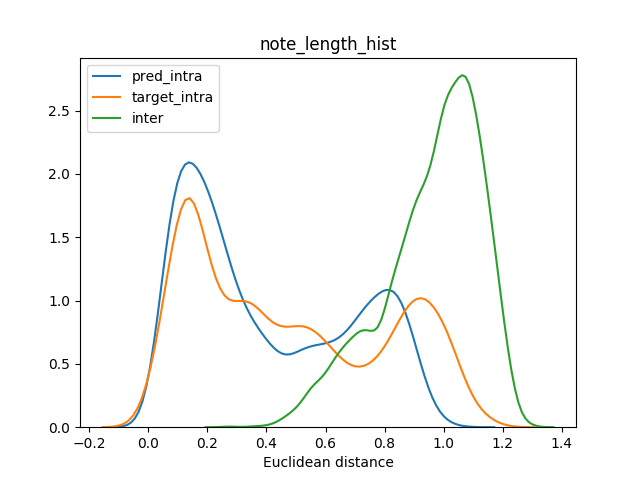 note_length_hist
pred_intra
target_intra
inter
2.5
2.0
1.5
1.0
0.5
0.0
−0.2 0.0 0.2 0.4 0.6 0.8 1.0 1.2 1.4
Euclidean distance